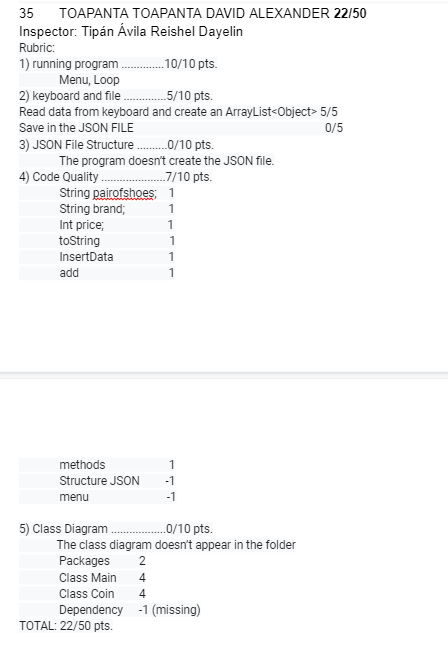 35 TOAPANTA TOAPANTA DAVID ALEXANDER 22/50
Inspector: Tipán Ávila Reishel Dayelin
Rubric:
1) running program ..............10/10 pts.
Menu, Loop
2) keyboard and file ..............5/10 pts.
Read data from keyboard and create an ArrayList<Object> 5/5
Save in the JSON FILE 0/5
3) JSON File Structure ..........0/10 pts.
The program doesn't create the JSON file.
4) Code Quality .....................7/10 pts.
String pairofshoes; 1
String brand; 1
Int price; 1
toString 1
InsertData 1
add 1
methods 1
Structure JSON -1
menu -1
5) Class Diagram ..................0/10 pts.
The class diagram doesn't appear in the folder
Packages 2
Class Main 4
Class Coin 4
Dependency -1 (missing)
TOTAL: 22/50 pts.